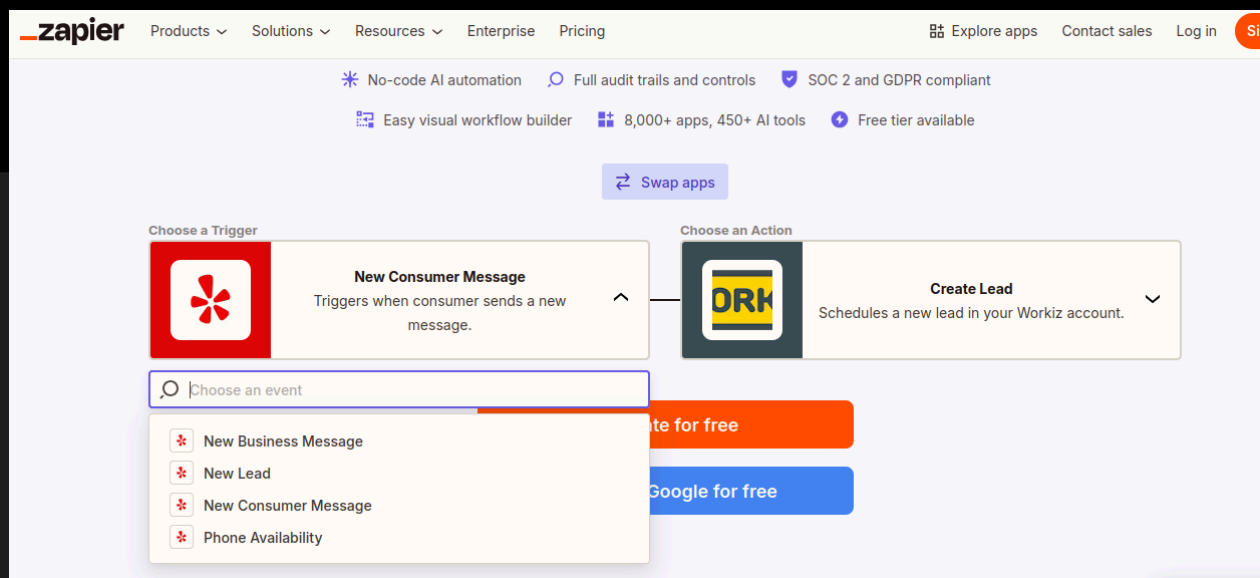 zapier Products Solutions Resources Enterprise Pricing Explore apps Contact sales Log in
No-code AI automation Full audit trails and controls SOC 2 and GDPR compliant
Easy visual workflow builder 8,000+ apps, 450+ AI tools Free tier available
Swap apps
Choose a Trigger
New Consumer Message
Triggers when consumer sends a new
message.
Choose an Action
ORK
Create Lead
Schedules a new lead in your Workiz account.
Choose an event
New Business Message
New Lead
New Consumer Message
Phone Availability
for free
Google for free